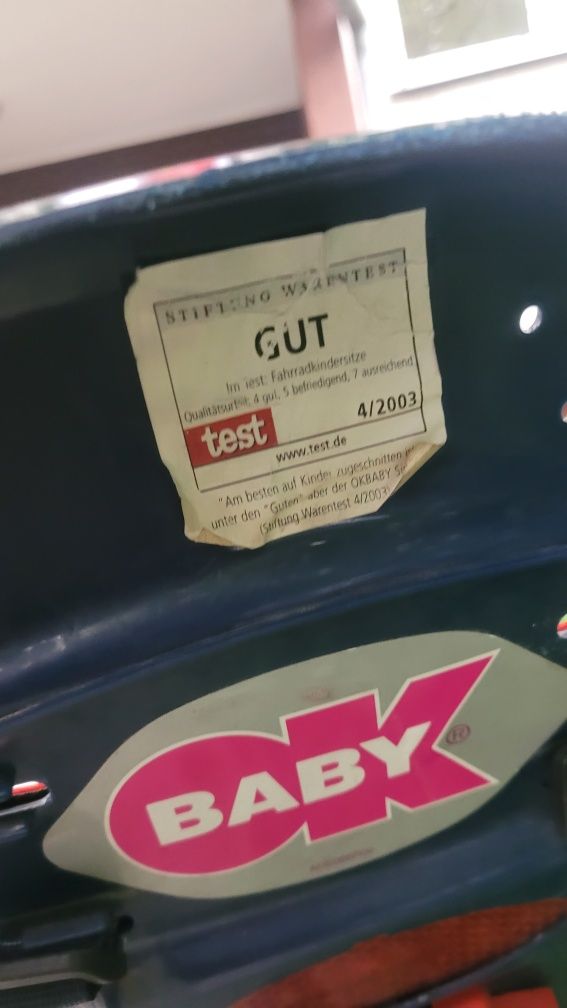 STIFTUNG WARENTEST
GUT
Im Test: Fahrradkindersitze
Qualitätsurteil: 4 gut, 5 befriedigend, 7 ausreichend
test
4/2003
www.test.de
"Am besten auf Kinder zugeschnitten
unter den "Guten" aber der OKBABY
(Stiftung Warentest 4/2003)
OK
BABY
®